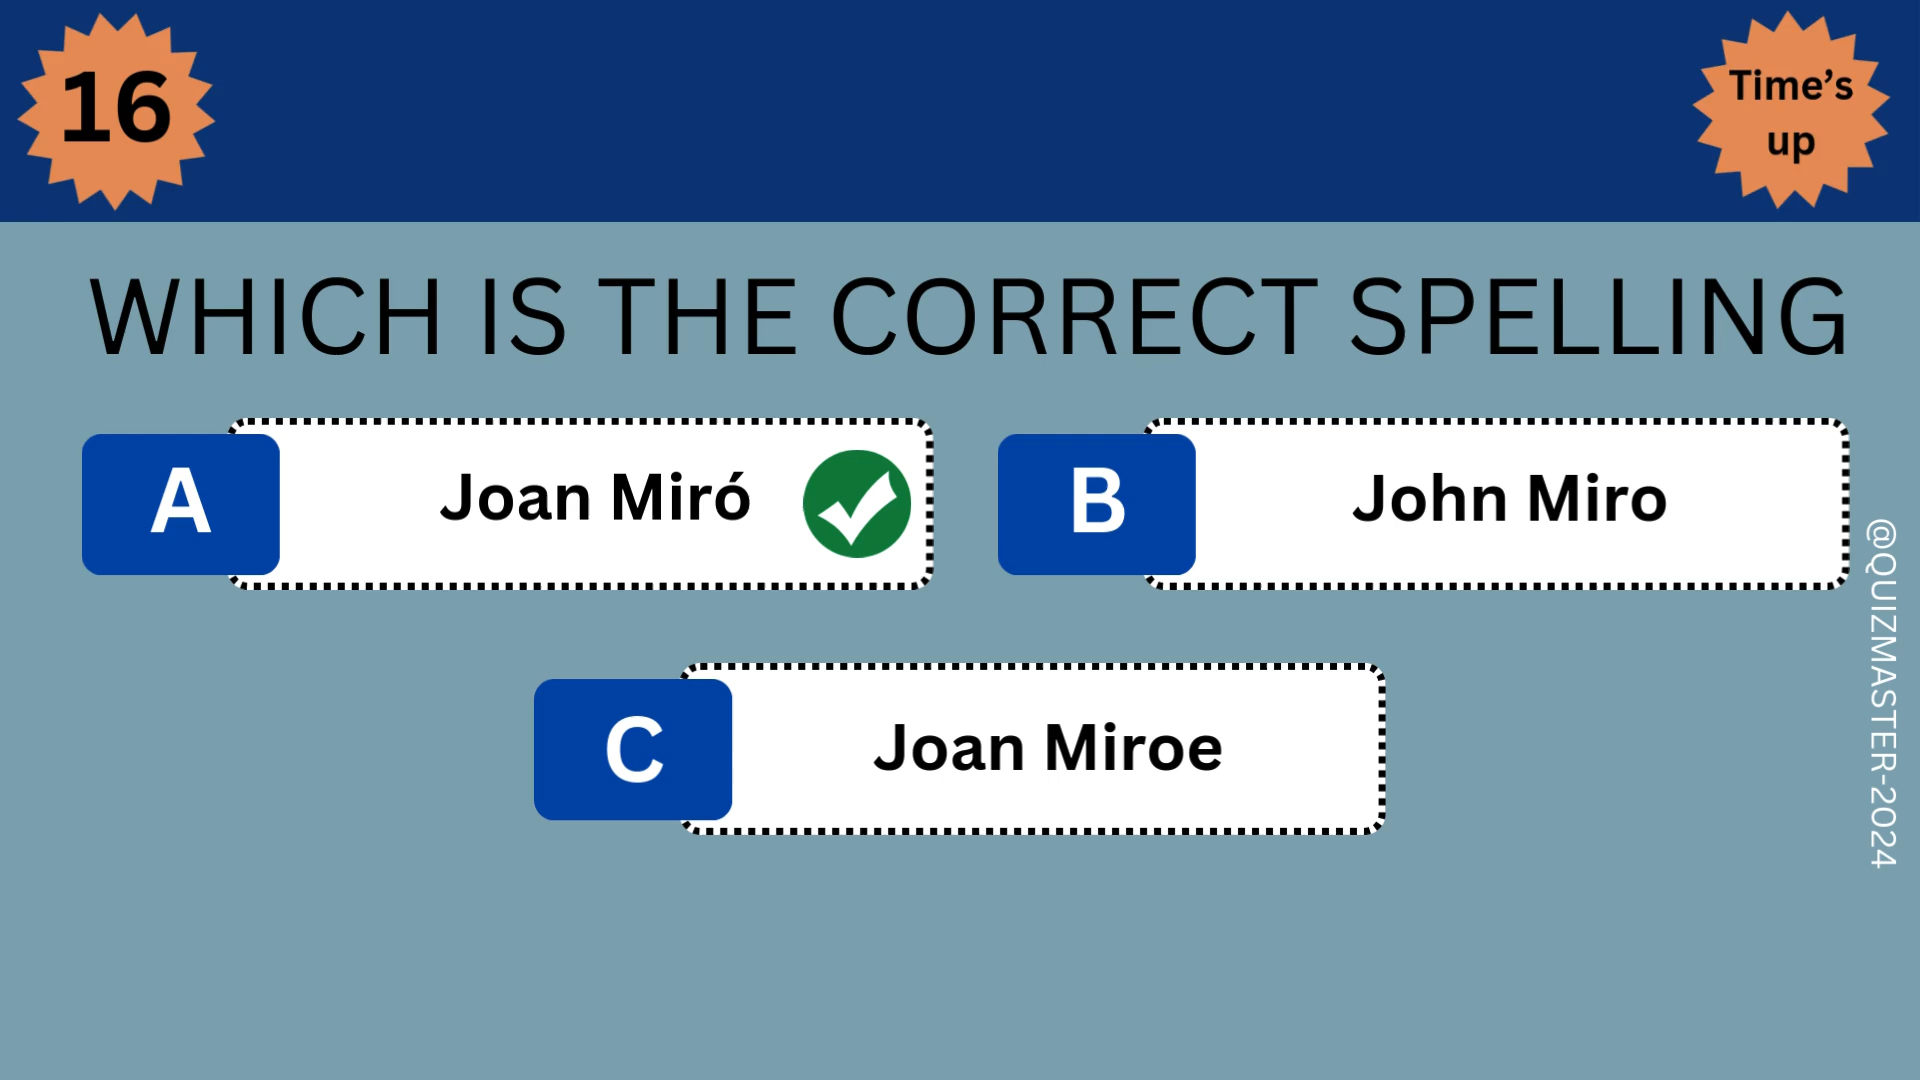 16
Time’s
up
WHICH IS THE CORRECT SPELLING
A
Joan Miró
B
John Miro
C
Joan Miroe
@QUIZMASTER-2024